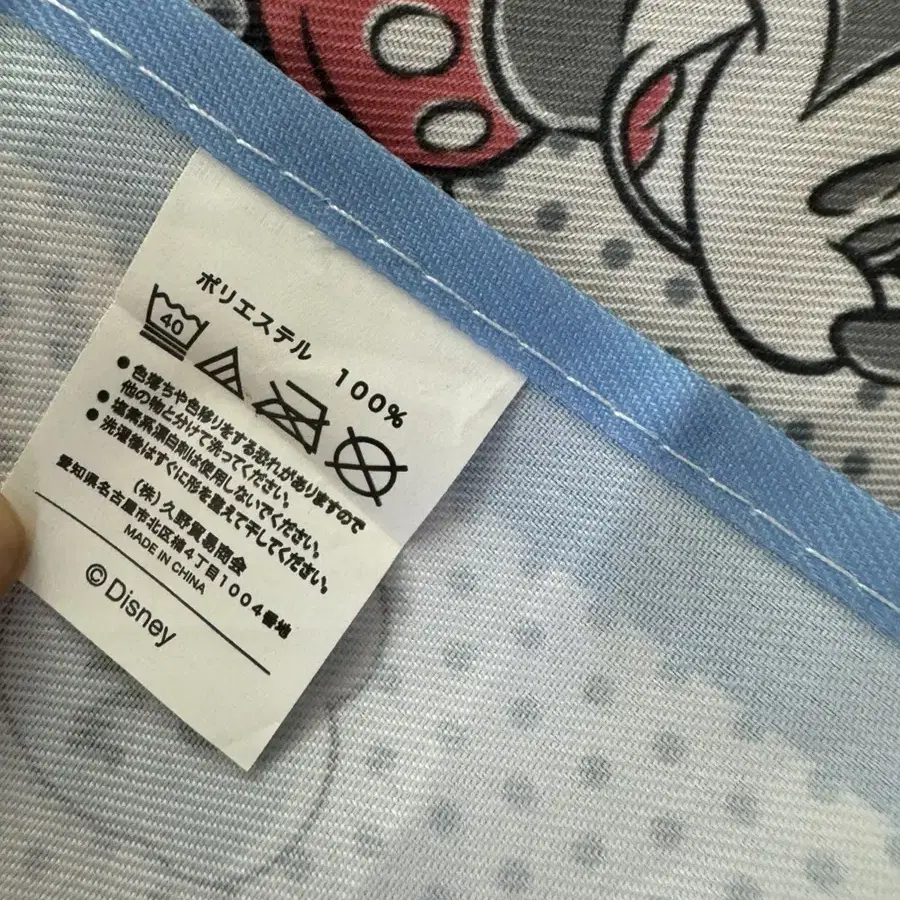 ポリエステル 100%
40
●色落ちや色移りをする恐れがありますので
他の物と分けて洗ってください。
●塩素系漂白剤は使用しないでください。
●洗濯後はすぐに形を整えて干してください。
(株)久野貿易商会
愛知県名古屋市北区楠4丁目1004番地
MADE IN CHINA
© Disney